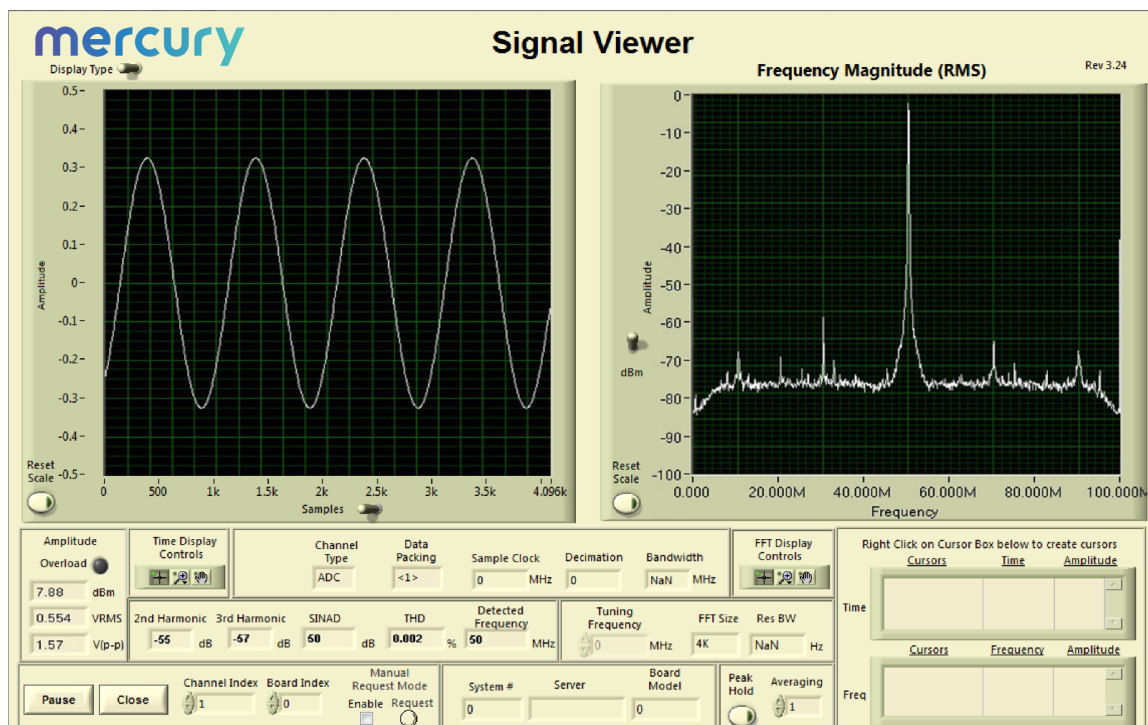 mercury
Signal Viewer
Display Type
Frequency Magnitude (RMS)
Rev 3.24
0.5
0.4
0.3
0.2
0.1
0
-0.1
-0.2
-0.3
-0.4
-0.5
Amplitude
Reset
Scale
0 500 1k 1.5k 2k 2.5k 3k 3.5k 4.096k
Samples
0
-10
-20
-30
-40
-50
-60
-70
-80
-90
-100
Amplitude
dBm
Reset
Scale
0.000 20.000M 40.000M 60.000M 80.000M 100.000M
Frequency
Amplitude
Overload
7.88 dBm
0.554 VRMS
1.57 V(p-p)
Time Display
Controls
Channel
Type
ADC
Data
Packing
<1>
Sample Clock
0 MHz
Decimation
0
Bandwidth
NaN MHz
FFT Display
Controls
2nd Harmonic
-55 dB
3rd Harmonic
-57 dB
SINAD
50 dB
THD
0.002 %
Detected
Frequency
50 MHz
Tuning
Frequency
0 MHz
FFT Size
4K
Res BW
NaN Hz
Right Click on Cursor Box below to create cursors
Cursors Time Amplitude
Time
Cursors Frequency Amplitude
Freq
Pause
Close
Channel Index
1
Board Index
0
Manual
Request Mode
Enable Request
System #
0
Server
Board
Model
0
Peak
Hold
Averaging
1